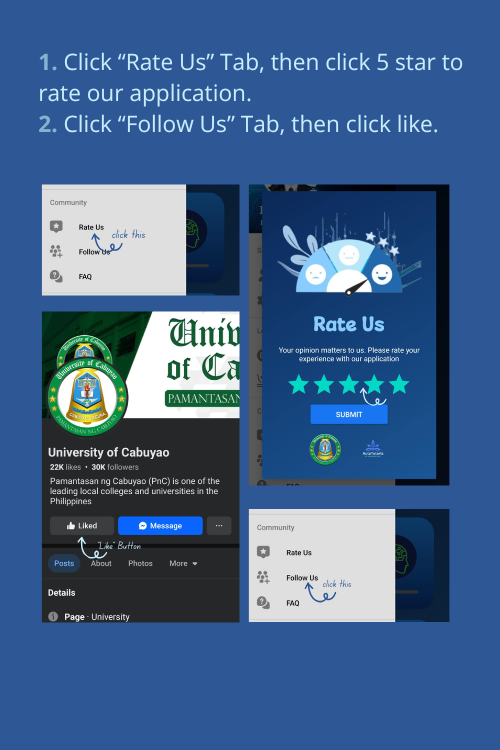 1. Click “Rate Us” Tab, then click 5 star to
rate our application.
2. Click “Follow Us” Tab, then click like.
Community
Rate Us
click this
Follow Us
FAQ
Rate Us
Your opinion matters to us. Please rate your
experience with our application
SUBMIT
University of Cabuyao
PAMANTASAN NG CABUYAO
Univ
of Ca
PAMANTASAN
University of Cabuyao
22K likes • 30K followers
Pamantasan ng Cabuyao (PnC) is one of the
leading local colleges and universities in the
Philippines
Liked
Message
...
"Like" Button
Posts
About
Photos
More
Details
Page · University
Community
Rate Us
Follow Us
click this
FAQ